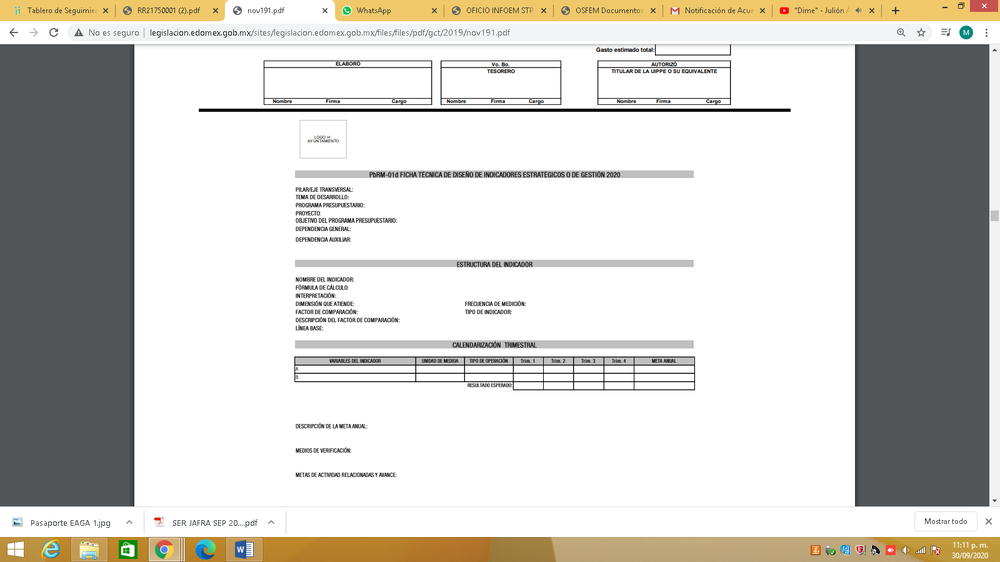 Tablero de Seguimier
RR21750001 (2).pdf
nov191.pdf
WhatsApp
OFICIO INFOEM STP
OSFEM Documentos
Notificación de Acue
"Dime" - Julión Á
No es seguro
legislacion.edomex.gob.mx/sites/legislacion.edomex.gob.mx/files/files/pdf/gct/2019/nov191.pdf
M
Gasto estimado total:
ELABORÓ
Nombre Firma Cargo
Vo. Bo.
TESORERO
Nombre Firma Cargo
AUTORIZÓ
TITULAR DE LA UIPPE O SU EQUIVALENTE
Nombre Firma Cargo
LOGO H.
AYUNTAMIENTO
PbRM-01d FICHA TÉCNICA DE DISEÑO DE INDICADORES ESTRATÉGICOS O DE GESTIÓN 2020
PILAR/EJE TRANSVERSAL:
TEMA DE DESARROLLO:
PROGRAMA PRESUPUESTARIO:
PROYECTO:
OBJETIVO DEL PROGRAMA PRESUPUESTARIO:
DEPENDENCIA GENERAL:
DEPENDENCIA AUXILIAR:
ESTRUCTURA DEL INDICADOR
NOMBRE DEL INDICADOR:
FÓRMULA DE CÁLCULO:
INTERPRETACIÓN:
DIMENSIÓN QUE ATIENDE: FRECUENCIA DE MEDICIÓN:
FACTOR DE COMPARACIÓN: TIPO DE INDICADOR:
DESCRIPCIÓN DEL FACTOR DE COMPARACIÓN:
LÍNEA BASE:
CALENDARIZACIÓN TRIMESTRAL
VARIABLES DEL INDICADOR UNIDAD DE MEDIDA TIPO DE OPERACIÓN Trim. 1 Trim. 2 Trim. 3 Trim. 4 META ANUAL
A
B
RESULTADO ESPERADO:
DESCRIPCIÓN DE LA META ANUAL:
MEDIOS DE VERIFICACIÓN:
METAS DE ACTIVIDAD RELACIONADAS Y AVANCE:
Pasaporte EAGA 1.jpg
SER JAFRA SEP 20....pdf
Mostrar todo
11:11 p. m.
30/09/2020